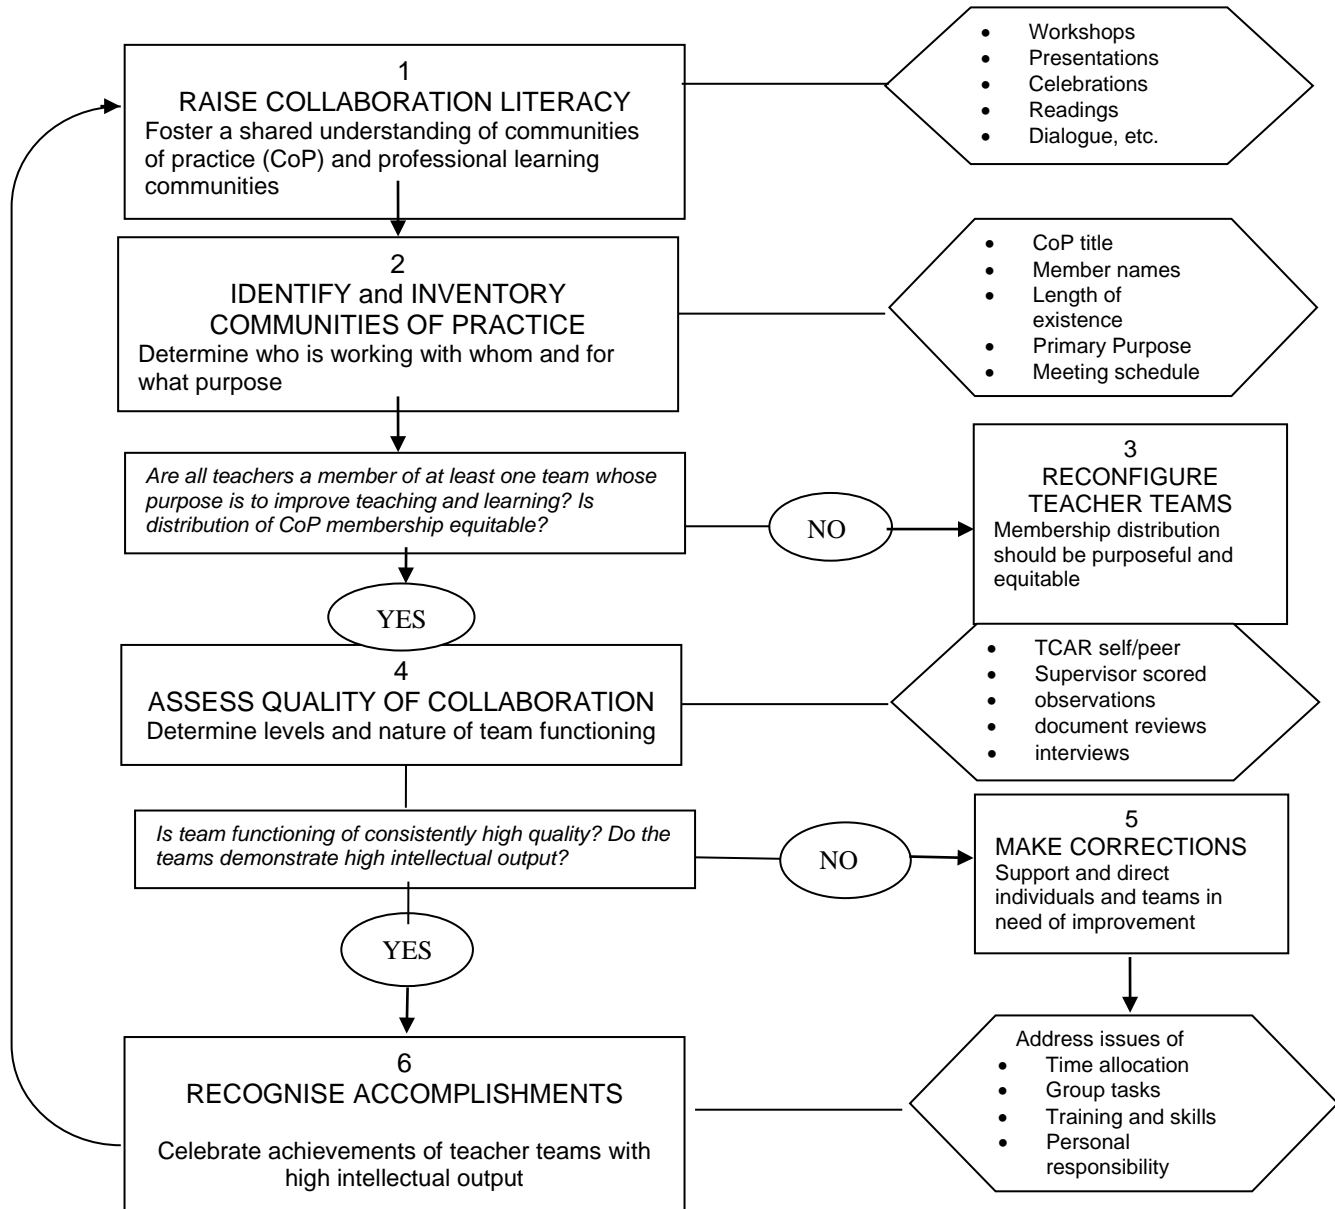 1
RAISE COLLABORATION LITERACY
Foster a shared understanding of communities
of practice (CoP) and professional learning
communities
• Workshops
• Presentations
• Celebrations
• Readings
• Dialogue, etc.
2
IDENTIFY and INVENTORY
COMMUNITIES OF PRACTICE
Determine who is working with whom and for
what purpose
• CoP title
• Member names
• Length of
existence
• Primary Purpose
• Meeting schedule
Are all teachers a member of at least one team whose
purpose is to improve teaching and learning? Is
distribution of CoP membership equitable?
NO
3
RECONFIGURE
TEACHER TEAMS
Membership distribution
should be purposeful and
equitable
YES
4
ASSESS QUALITY OF COLLABORATION
Determine levels and nature of team functioning
• TCAR self/peer
• Supervisor scored
• observations
• document reviews
• interviews
Is team functioning of consistently high quality? Do the
teams demonstrate high intellectual output?
NO
5
MAKE CORRECTIONS
Support and direct
individuals and teams in
need of improvement
YES
6
RECOGNISE ACCOMPLISHMENTS
Celebrate achievements of teacher teams with
high intellectual output
Address issues of
• Time allocation
• Group tasks
• Training and skills
• Personal
responsibility